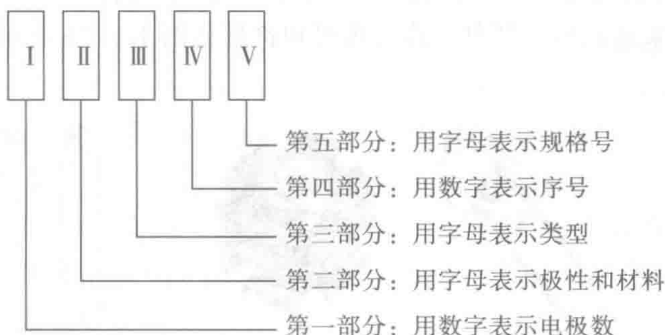 I II III IV V
第五部分：用字母表示规格号
第四部分：用数字表示序号
第三部分：用字母表示类型
第二部分：用字母表示极性和材料
第一部分：用数字表示电极数